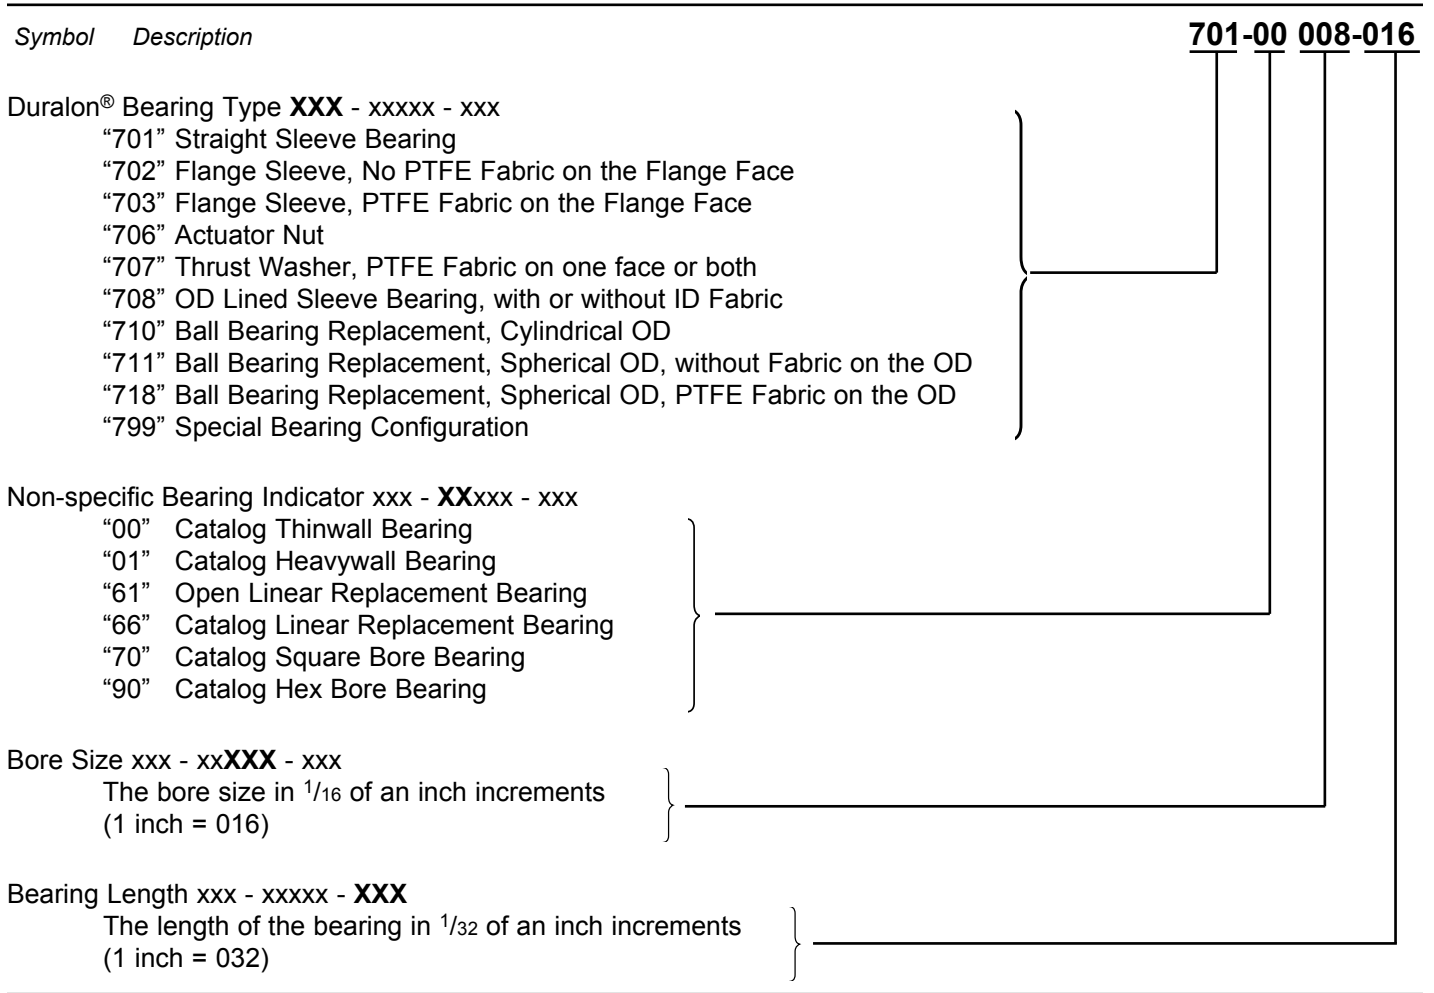 Symbol Description 701-00 008-016
Duralon® Bearing Type XXX - xxxxx - xxx
“701” Straight Sleeve Bearing
“702” Flange Sleeve, No PTFE Fabric on the Flange Face
“703” Flange Sleeve, PTFE Fabric on the Flange Face
“706” Actuator Nut
“707” Thrust Washer, PTFE Fabric on one face or both
“708” OD Lined Sleeve Bearing, with or without ID Fabric
“710” Ball Bearing Replacement, Cylindrical OD
“711” Ball Bearing Replacement, Spherical OD, without Fabric on the OD
“718” Ball Bearing Replacement, Spherical OD, PTFE Fabric on the OD
“799” Special Bearing Configuration
Non-specific Bearing Indicator xxx - XXxxx - xxx
“00” Catalog Thinwall Bearing
“01” Catalog Heavywall Bearing
“61” Open Linear Replacement Bearing
“66” Catalog Linear Replacement Bearing
“70” Catalog Square Bore Bearing
“90” Catalog Hex Bore Bearing
Bore Size xxx - xxXXX - xxx
The bore size in 1/16 of an inch increments
(1 inch = 016)
Bearing Length xxx - xxxxx - XXX
The length of the bearing in 1/32 of an inch increments
(1 inch = 032)